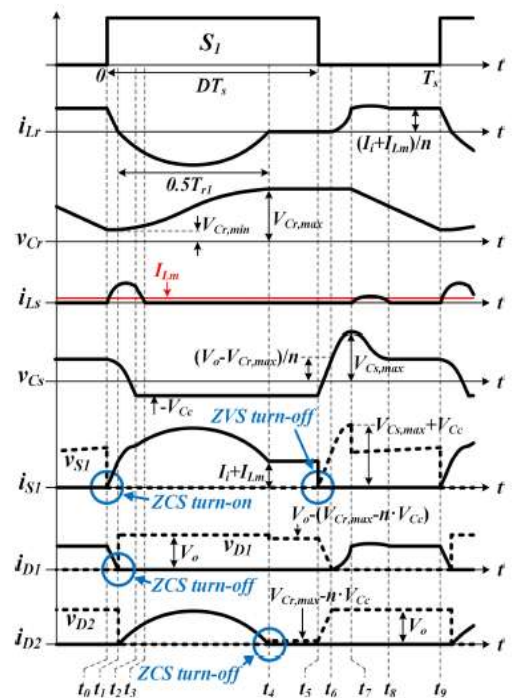 S1
t
0
DTs
Ts
iLr
t
(Ii+ILm)/n
0.5Tr1
vCr
VCr,min
VCr,max
t
iLs
ILm
t
vCs
(Vo-VCr,max)/n
VCs,max
t
-VCc
ZVS turn-off
vS1
VCs,max+VCc
iS1
Ii+ILm
t
ZCS turn-on
Vo-(VCr,max-n·VCc)
iD1
Vo
vD1
t
ZCS turn-off
VCr,max-n·VCc
vD2
iD2
Vo
t
ZCS turn-off
t0 t1 t2 t3 t4 t5 t6 t7 t8 t9